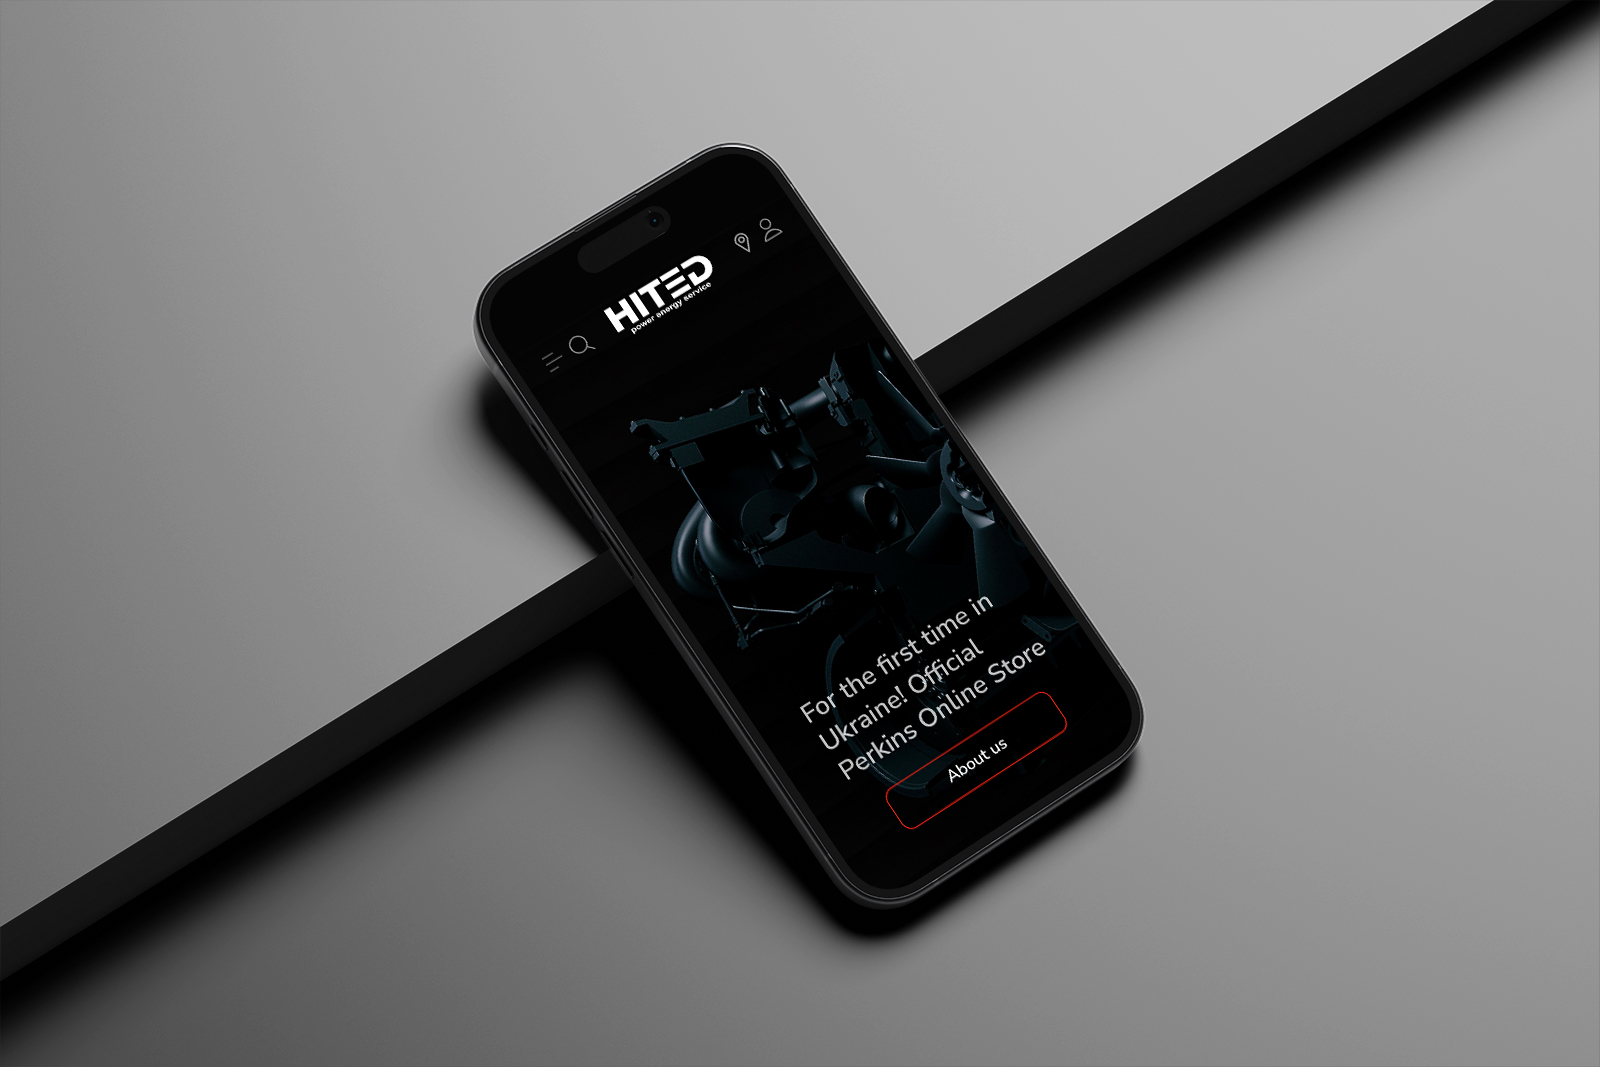 HITED
power energy service
For the first time in
Ukraine! Official
Perkins Online Store
About us